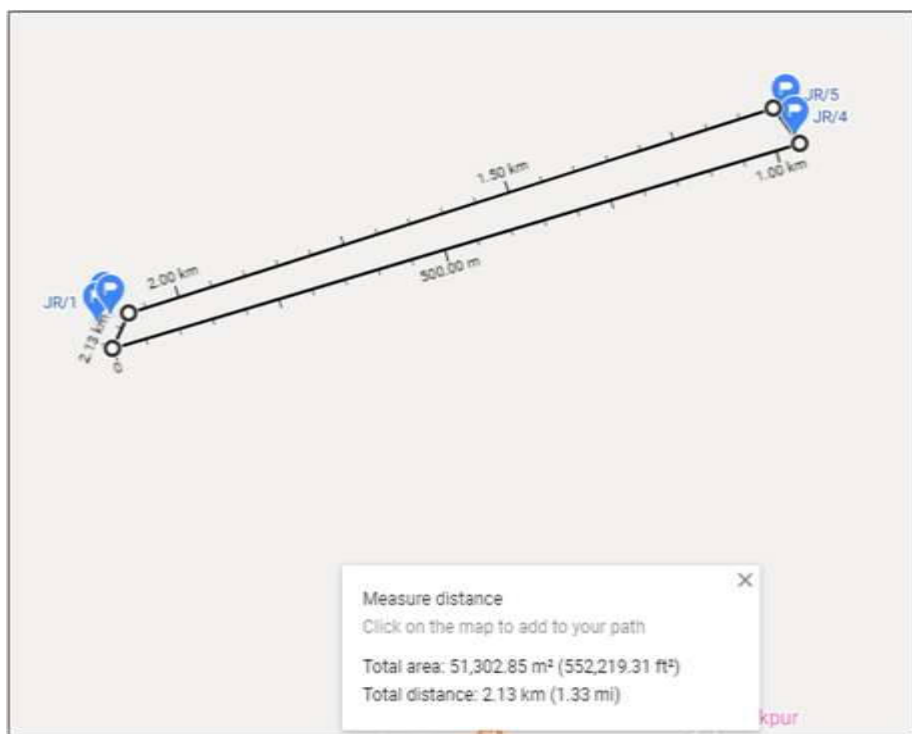 JR/5
JR/4
1.50 km
1.00 km
2.00 km
500.00 m
JR/1
2.13 km
0
Measure distance
Click on the map to add to your path
Total area: 51,302.85 m² (552,219.31 ft²)
Total distance: 2.13 km (1.33 mi)
kpur